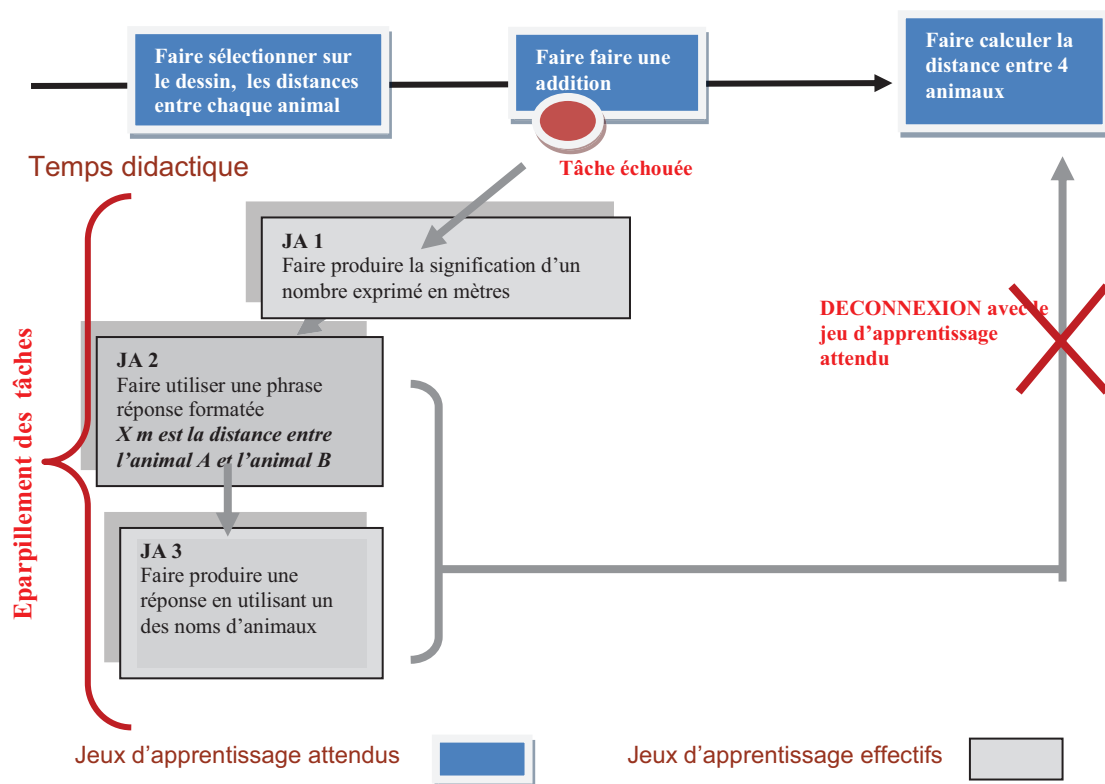 Faire sélectionner sur
le dessin, les distances
entre chaque animal
Faire faire une
addition
Faire calculer la
distance entre 4
animaux
Temps didactique
Tâche échouée
JA 1
Faire produire la signification d’un
nombre exprimé en mètres
DECONNEXION avec le
jeu d’apprentissage
attendu
Eparpillement des tâches
JA 2
Faire utiliser une phrase
réponse formatée
X m est la distance entre
l’animal A et l’animal B
JA 3
Faire produire une
réponse en utilisant un
des noms d’animaux
Jeux d’apprentissage attendus
Jeux d’apprentissage effectifs